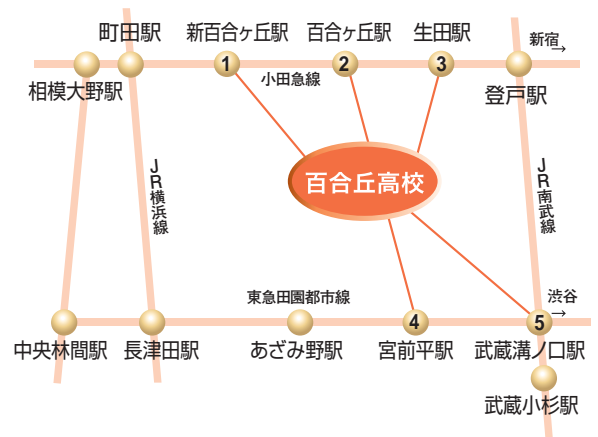 町田駅
新百合ヶ丘駅
百合ヶ丘駅
生田駅
新宿→
1
2
3
相模大野駅
小田急線
登戸駅
JR横浜線
百合丘高校
JR南武線
東急田園都市線
渋谷→
4
5
中央林間駅
長津田駅
あざみ野駅
宮前平駅
武蔵溝ノ口駅
武蔵小杉駅